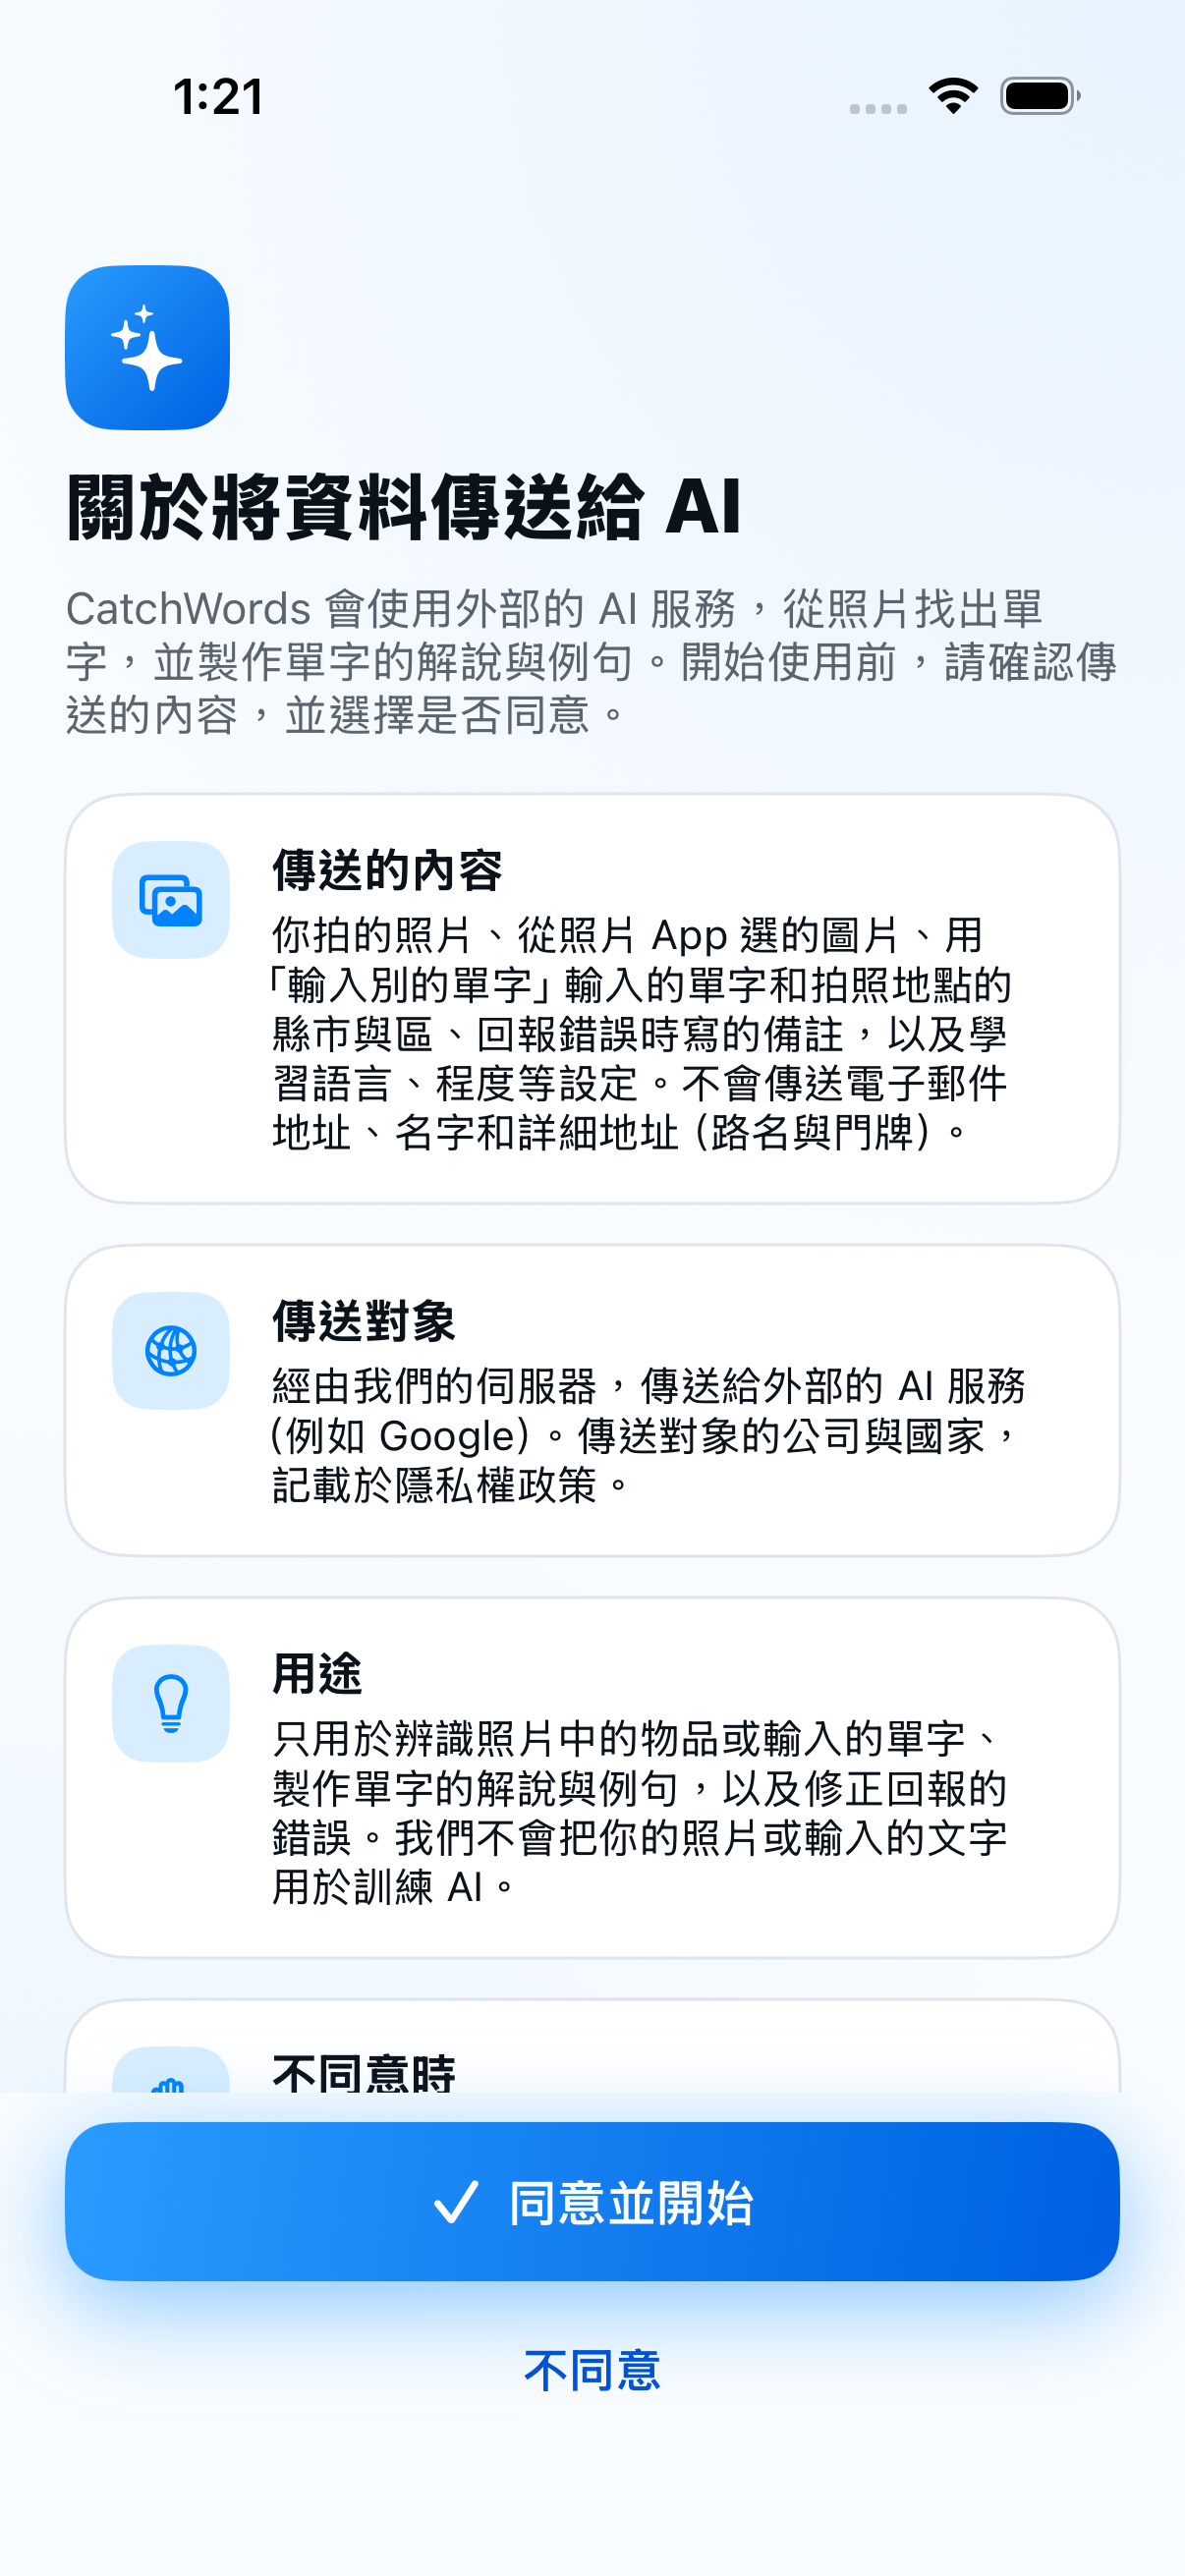 1:21
關於將資料傳送給 AI
CatchWords 會使用外部的 AI 服務，從照片找出單
字，並製作單字的解說與例句。開始使用前，請確認傳
送的內容，並選擇是否同意。
傳送的內容
你拍的照片、從照片 App 選的圖片、用
「輸入別的單字」輸入的單字和拍照地點的
縣市與區、回報錯誤時寫的備註，以及學
習語言、程度等設定。不會傳送電子郵件
地址、名字和詳細地址（路名與門牌）。
傳送對象
經由我們的伺服器，傳送給外部的 AI 服務
（例如 Google）。傳送對象的公司與國家，
記載於隱私權政策。
用途
只用於辨識照片中的物品或輸入的單字、
製作單字的解說與例句，以及修正回報的
錯誤。我們不會把你的照片或輸入的文字
用於訓練 AI。
不同意時
同意並開始
不同意